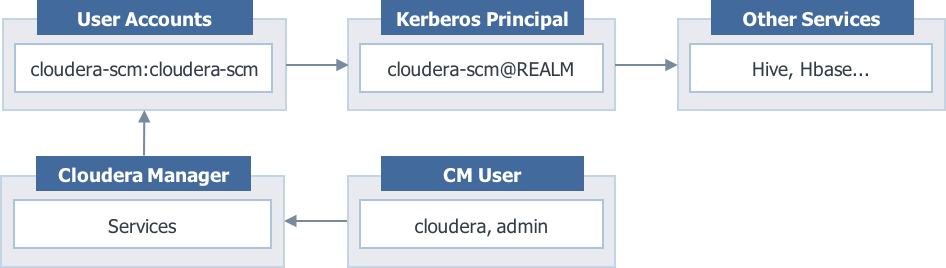 User Accounts
cloudera-scm:cloudera-scm
Kerberos Principal
cloudera-scm@REALM
Other Services
Hive, Hbase...
Cloudera Manager
Services
CM User
cloudera, admin